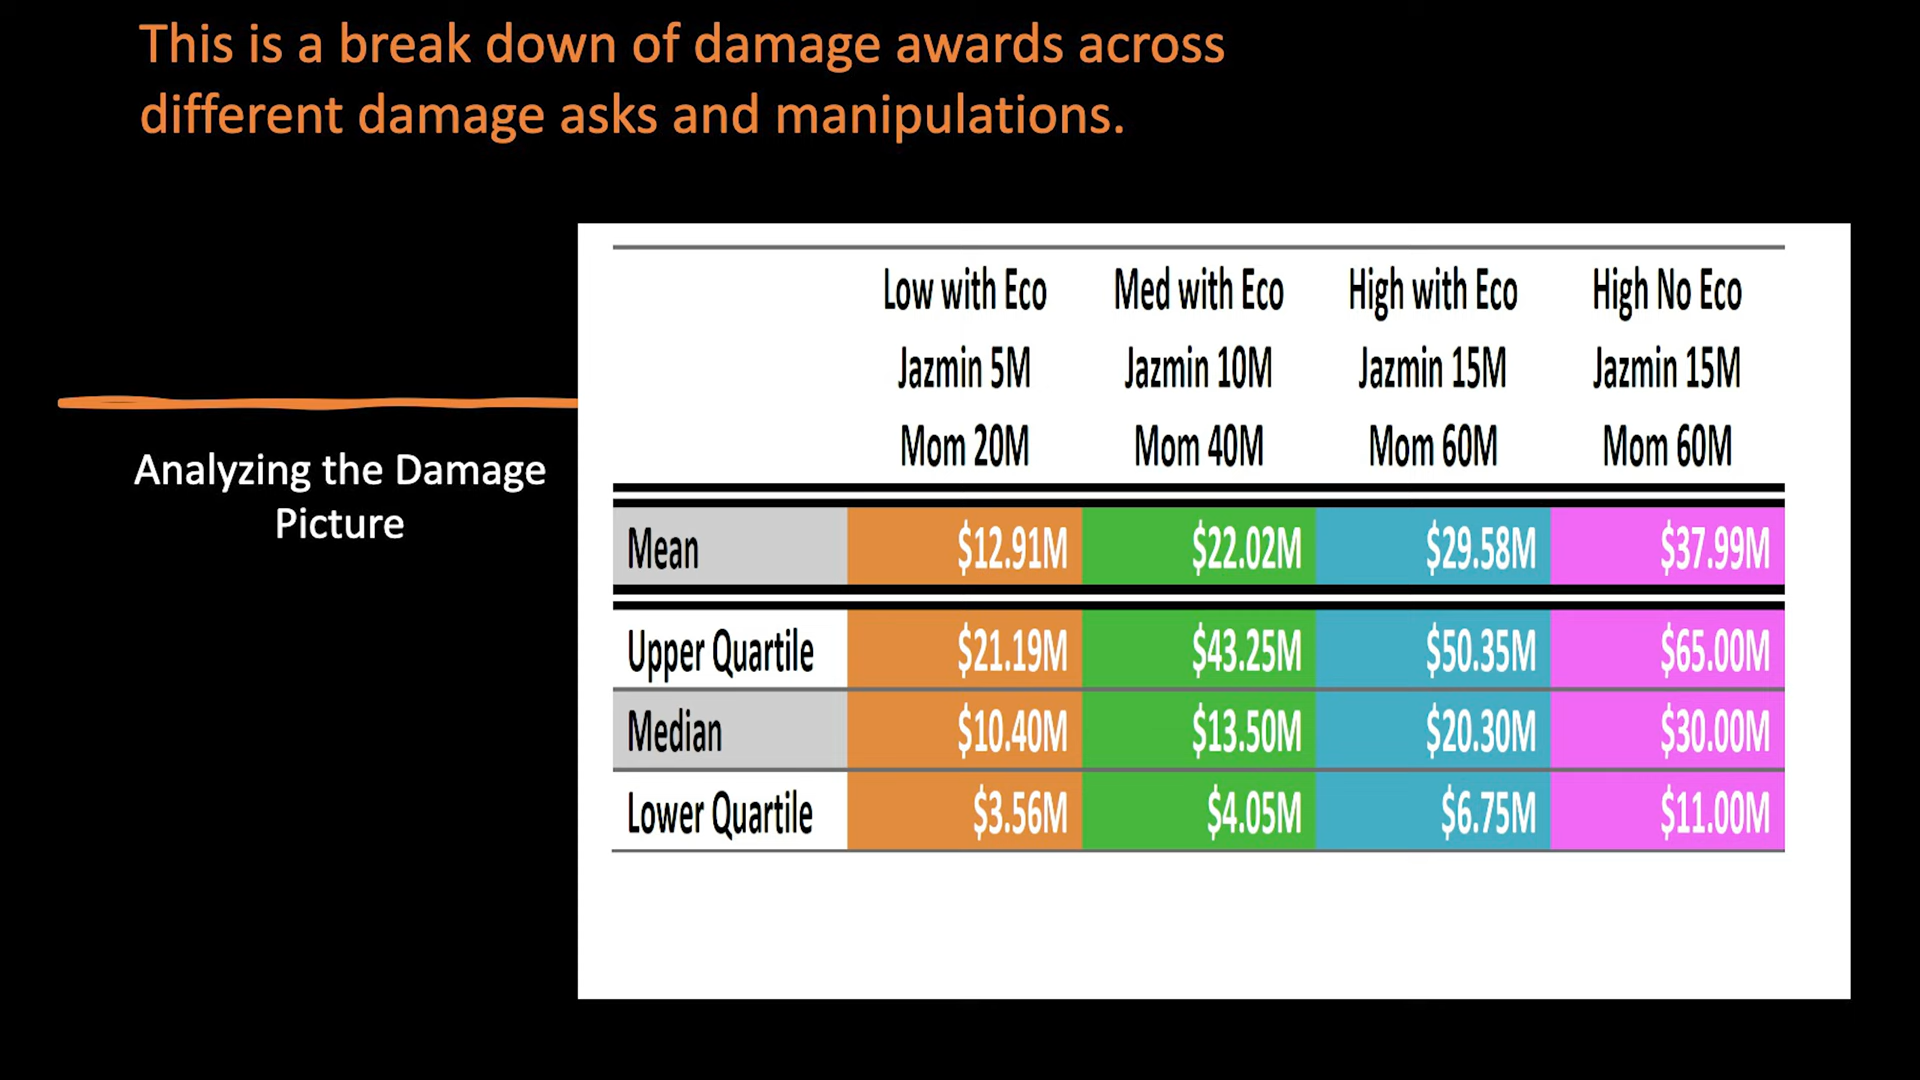 This is a break down of damage awards across
different damage asks and manipulations.
Analyzing the Damage
Picture
Low with Eco Med with Eco High with Eco High No Eco
Jazmin 5M Jazmin 10M Jazmin 15M Jazmin 15M
Mom 20M Mom 40M Mom 60M Mom 60M
Mean $12.91M $22.02M $29.58M $37.99M
Upper Quartile $21.19M $43.25M $50.35M $65.00M
Median $10.40M $13.50M $20.30M $30.00M
Lower Quartile $3.56M $4.05M $6.75M $11.00M